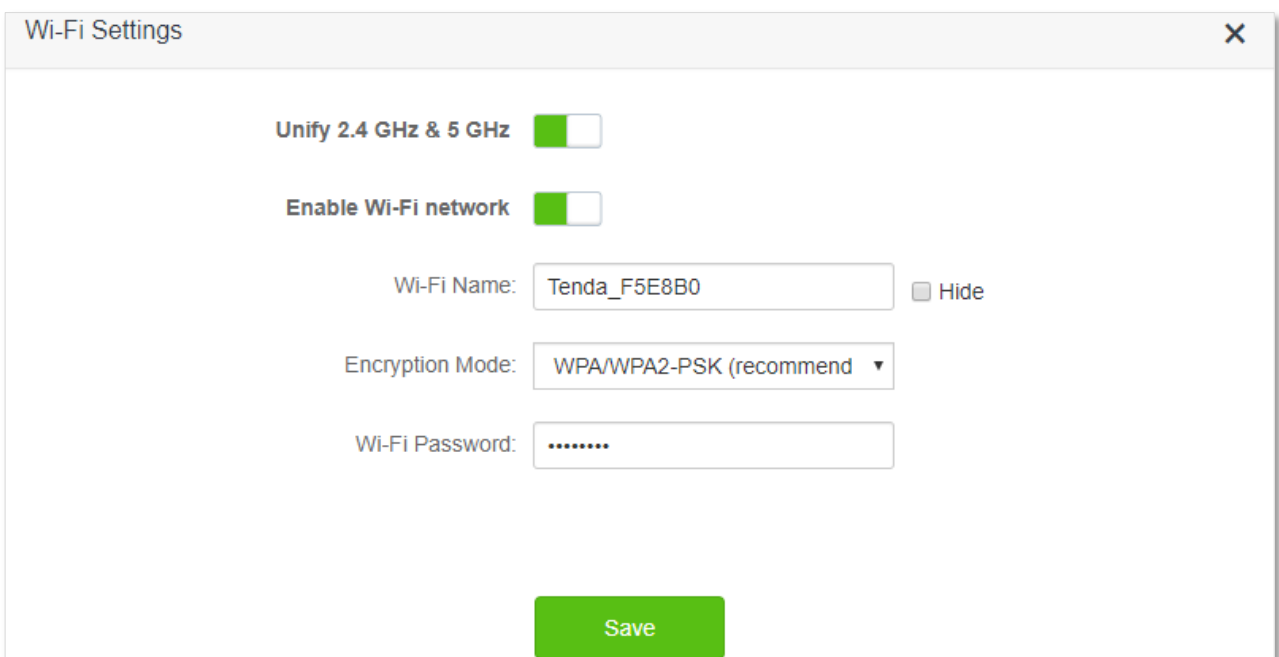 Wi-Fi Settings
Unify 2.4 GHz & 5 GHz
Enable Wi-Fi network
Wi-Fi Name: Tenda_F5E8B0 Hide
Encryption Mode: WPA/WPA2-PSK (recommend
Wi-Fi Password: ••••••••
Save